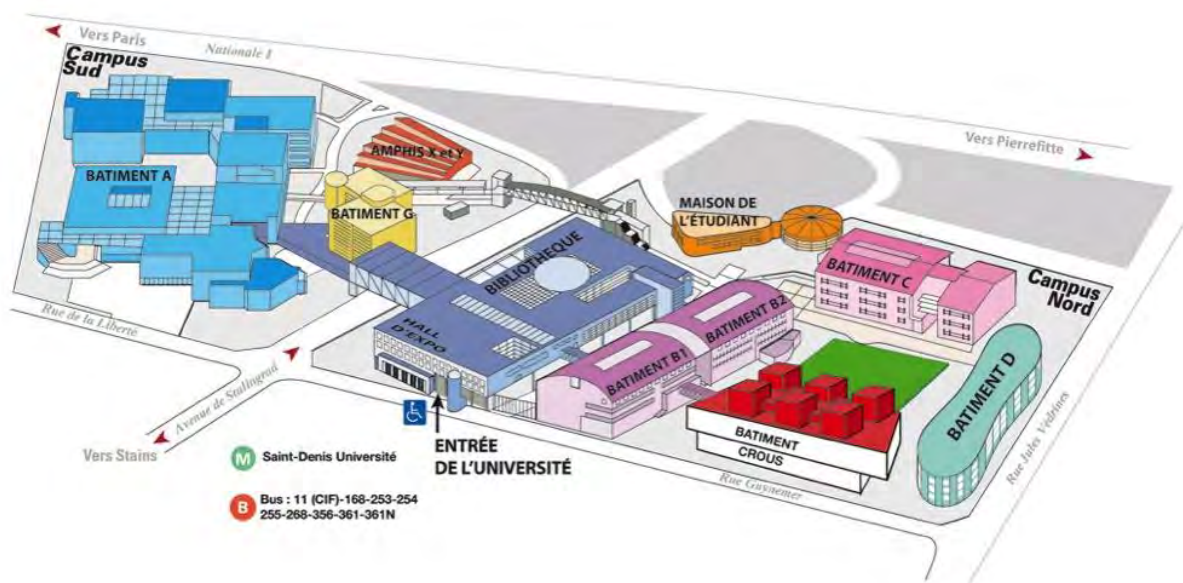 Vers Paris
Nationale 1
Campus
Sud
Vers Pierrefitte
AMPHIS X et Y
BATIMENT A
BATIMENT G
MAISON DE
L'ÉTUDIANT
BIBLIOTHEQUE
BATIMENT C
Campus
Nord
HALL
D'EXPO
BATIMENT B2
BATIMENT B1
BATIMENT D
Rue de la Liberté
Avenue de Stallingrad
BATIMENT
CROUS
Rue Jules Védrines
Vers Stains
ENTRÉE
DE L'UNIVERSITÉ
Rue Guynemer
M Saint-Denis Université
B Bus : 11 (CIF)-168-253-254
255-268-356-361-361N